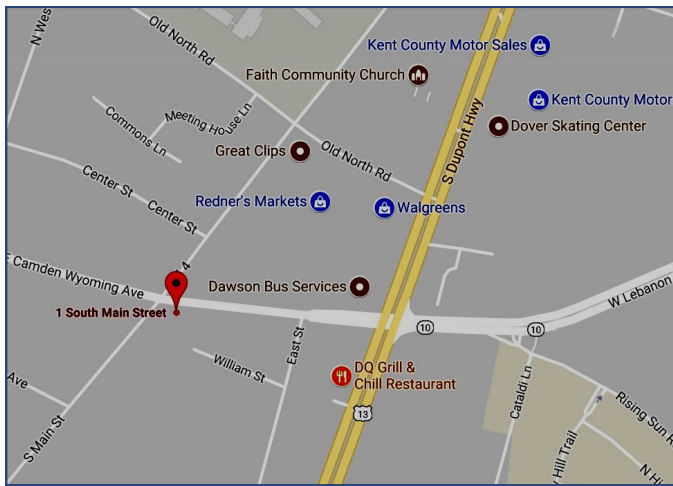 N Wes
Old North Rd
Kent County Motor Sales
Faith Community Church
Kent County Motor
Commons Ln
Meeting House Ln
Dover Skating Center
Great Clips
Old North Rd
S Dupont Hwy
Center St
Center St
Redner's Markets
Walgreens
4
E Camden Wyoming Ave
Dawson Bus Services
W Lebanon
1 South Main Street
10
10
East St
William St
DQ Grill &
Chill Restaurant
Cataldi Ln
Ave
Rising Sun R
13
S Main St
y Hill Trail
N Hi